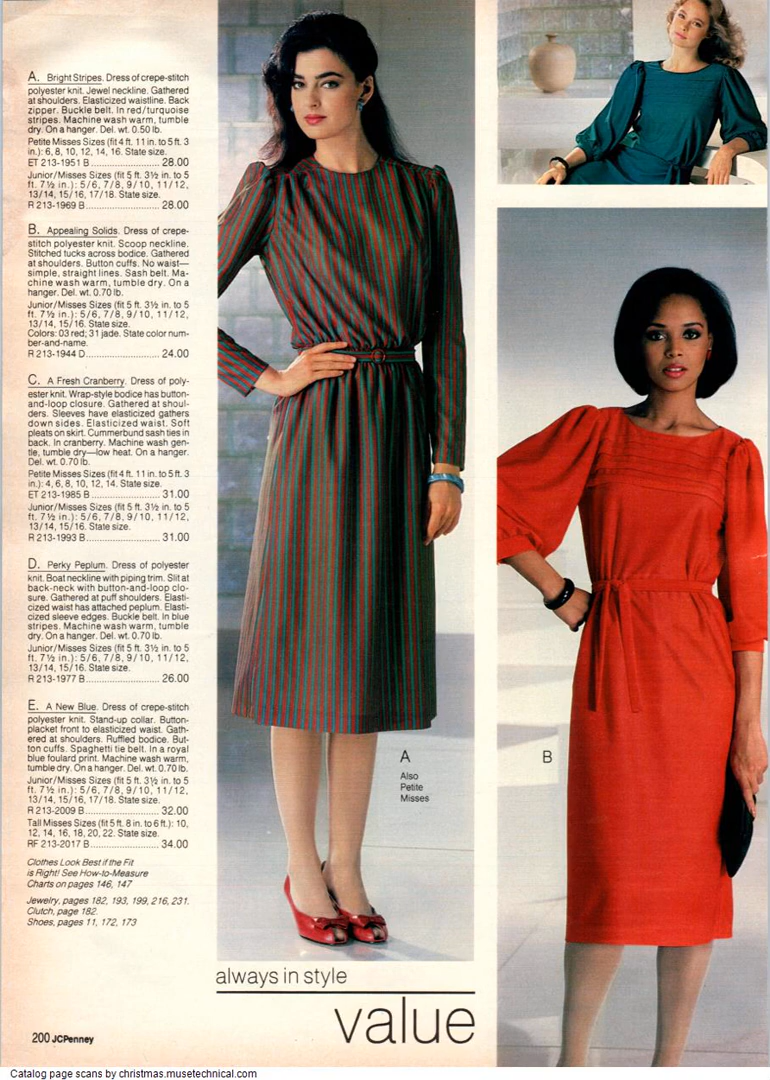 A. Bright Stripes. Dress of crepe-stitch
polyester knit. Jewel neckline. Gathered
at shoulders. Elasticized waistline. Back
zipper. Buckle belt. In red/turquoise
stripes. Machine wash warm, tumble
dry. On a hanger. Del. wt. 0.50 lb.
Petite Misses Sizes (fit 4 ft. 11 in. to 5 ft. 3
in.): 6, 8, 10, 12, 14, 16. State size.
ET 213-1951 B .................... 28.00
Junior/Misses Sizes (fit 5 ft. 3½ in. to 5
ft. 7½ in.): 5/6, 7/8, 9/10, 11/12,
13/14, 15/16, 17/18. State size.
R 213-1969 B .................... 28.00
B. Appealing Solids. Dress of crepe-
stitch polyester knit. Scoop neckline.
Stitched tucks across bodice. Gathered
at shoulders. Button cuffs. No waist—
simple, straight lines. Sash belt. Ma-
chine wash warm, tumble dry. On a
hanger. Del. wt. 0.70 lb.
Junior/Misses Sizes (fit 5 ft. 3½ in. to 5
ft. 7½ in.): 5/6, 7/8, 9/10, 11/12,
13/14, 15/16. State size.
Colors: 03 red; 31 jade. State color num-
ber-and-name.
R 213-1944 D .................... 24.00
C. A Fresh Cranberry. Dress of poly-
ester knit. Wrap-style bodice has button-
and-loop closure. Gathered at shoul-
ders. Sleeves have elasticized gathers
down sides. Elasticized waist. Soft
pleats on skirt. Cummerbund sash ties in
back. In cranberry. Machine wash gen-
tle, tumble dry—low heat. On a hanger.
Del. wt. 0.70 lb.
Petite Misses Sizes (fit 4 ft. 11 in. to 5 ft. 3
in.): 4, 6, 8, 10, 12, 14. State size.
ET 213-1985 B .................... 31.00
Junior/Misses Sizes (fit 5 ft. 3½ in. to 5
ft. 7½ in.): 5/6, 7/8, 9/10, 11/12,
13/14, 15/16. State size.
R 213-1993 B .................... 31.00
D. Perky Peplum. Dress of polyester
knit. Boat neckline with piping trim. Slit at
back-neck with button-and-loop clo-
sure. Gathered at puff shoulders. Elasti-
cized waist has attached peplum. Elasti-
cized sleeve edges. Buckle belt. In blue
stripes. Machine wash warm, tumble
dry. On a hanger. Del. wt. 0.70 lb.
Junior/Misses Sizes (fit 5 ft. 3½ in. to 5
ft. 7½ in.): 5/6, 7/8, 9/10, 11/12,
13/14, 15/16. State size.
R 213-1977 B .................... 26.00
E. A New Blue. Dress of crepe-stitch
polyester knit. Stand-up collar. Button-
placket front to elasticized waist. Gath-
ered at shoulders. Ruffled bodice. But-
ton cuffs. Spaghetti tie belt. In a royal
blue foulard print. Machine wash warm,
tumble dry. On a hanger. Del. wt. 0.70 lb.
Junior/Misses Sizes (fit 5 ft. 3½ in. to 5
ft. 7½ in.): 5/6, 7/8, 9/10, 11/12,
13/14, 15/16, 17/18. State size.
R 213-2009 B .................... 32.00
Tall Misses Sizes (fit 5 ft. 8 in. to 6 ft.): 10,
12, 14, 16, 18, 20, 22. State size.
RF 213-2017 B .................... 34.00
Clothes Look Best if the Fit
is Right! See How-to-Measure
Charts on pages 146, 147
Jewelry, pages 182, 193, 199, 216, 231.
Clutch, page 182.
Shoes, pages 11, 172, 173
A
Also
Petite
Misses
B
always in style
value
200 JCPenney
Catalog page scans by christmas.musetechnical.com